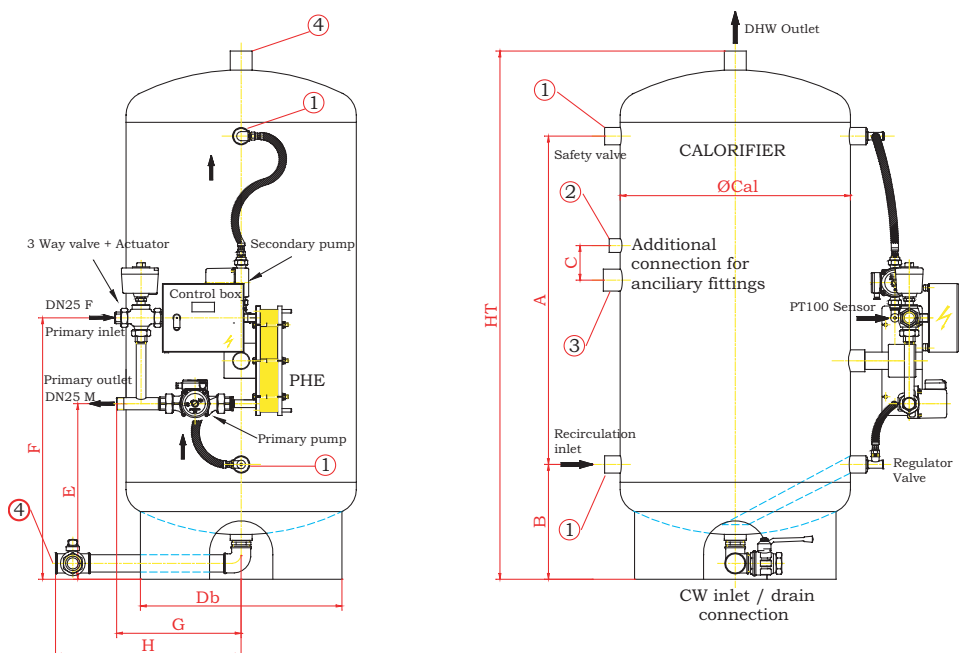 4
1
3 Way valve + Actuator
Secondary pump
Control box
DN25 F
Primary inlet
PHE
Primary outlet
DN25 M
Primary pump
1
F
E
4
Db
G
H
DHW Outlet
1
Safety valve
CALORIFIER
ØCal
2
Additional
connection for
anciliary fittings
C
A
HT
PT100 Sensor
3
Recirculation
inlet
Regulator
Valve
B
1
CW inlet / drain
connection